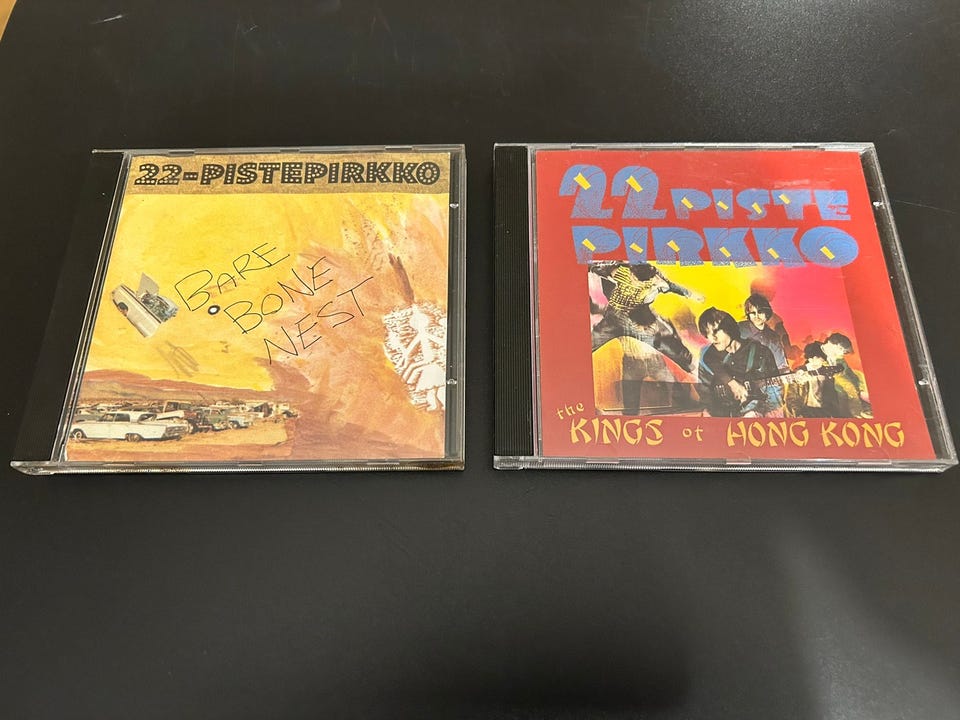 22-PISTEPIRKKO
BARE
BONE
NEST
22 PISTE
PIRKKO
the
KINGS of HONG KONG